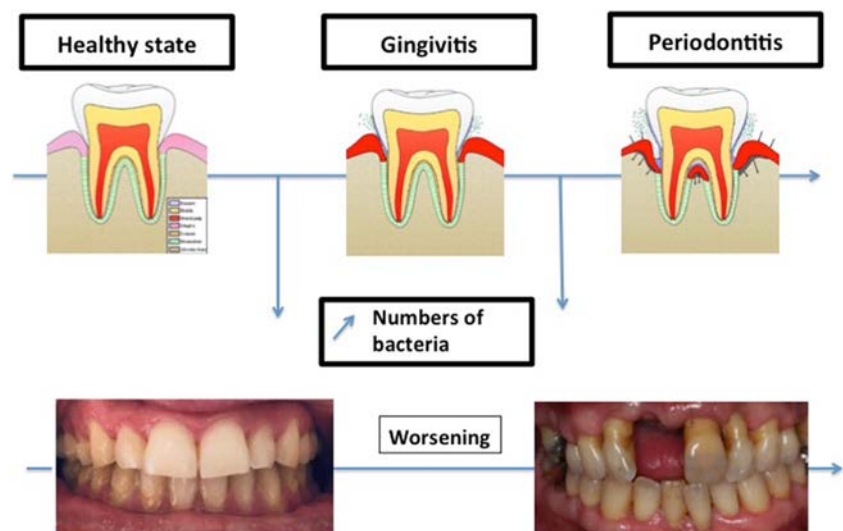 Healthy state
Gingivitis
Periodontitis
Numbers of
bacteria
Worsening